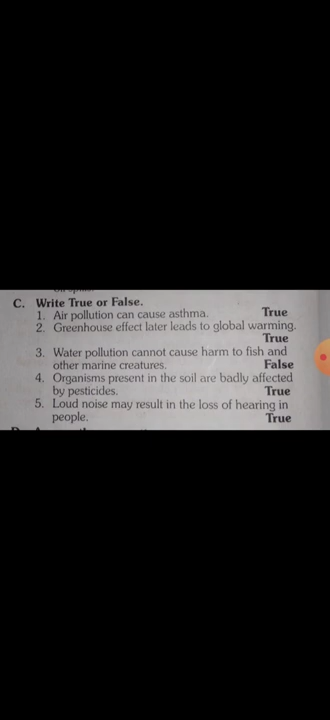 C. Write True or False.
1. Air pollution can cause asthma. True
2. Greenhouse effect later leads to global warming.
True
3. Water pollution cannot cause harm to fish and
other marine creatures. False
4. Organisms present in the soil are badly affected
by pesticides. True
5. Loud noise may result in the loss of hearing in
people. True